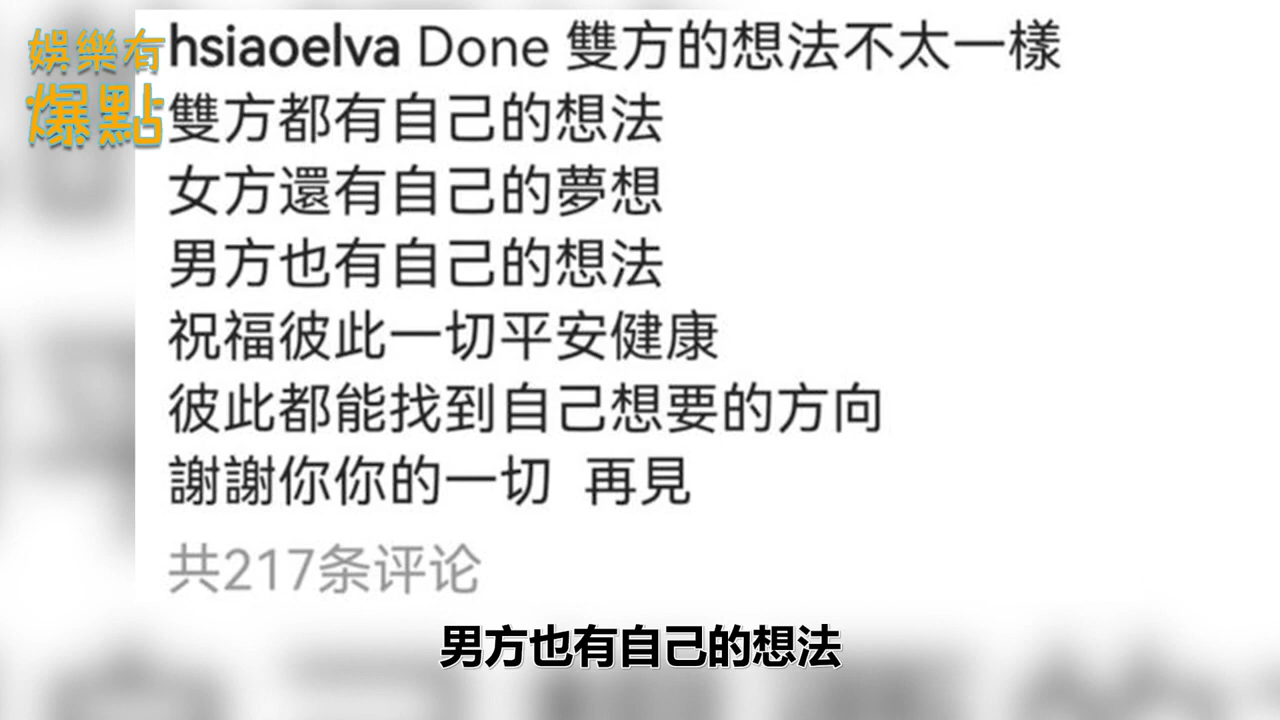 娛樂有
爆點
hsiaoelva Done 雙方的想法不太一樣
雙方都有自己的想法
女方還有自己的夢想
男方也有自己的想法
祝福彼此一切平安健康
彼此都能找到自己想要的方向
謝謝你你的一切 再見
共217条评论
男方也有自己的想法